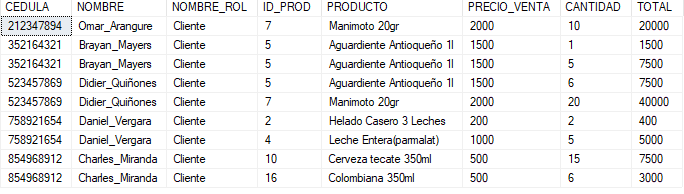 CEDULA NOMBRE NOMBRE_ROL ID_PROD PRODUCTO PRECIO_VENTA CANTIDAD TOTAL
212347894 Omar_Arangure Cliente 7 Manimoto 20gr 2000 10 20000
352164321 Brayan_Mayers Cliente 5 Aguardiente Antioqueño 1l 1500 1 1500
352164321 Brayan_Mayers Cliente 5 Aguardiente Antioqueño 1l 1500 5 7500
523457869 Didier_Quiñones Cliente 5 Aguardiente Antioqueño 1l 1500 6 7500
523457869 Didier_Quiñones Cliente 7 Manimoto 20gr 2000 20 40000
758921654 Daniel_Vergara Cliente 2 Helado Casero 3 Leches 200 2 400
758921654 Daniel_Vergara Cliente 4 Leche Entera(parmalat) 1000 5 5000
854968912 Charles_Miranda Cliente 10 Cerveza tecate 350ml 500 15 7500
854968912 Charles_Miranda Cliente 16 Colombiana 350ml 500 6 3000